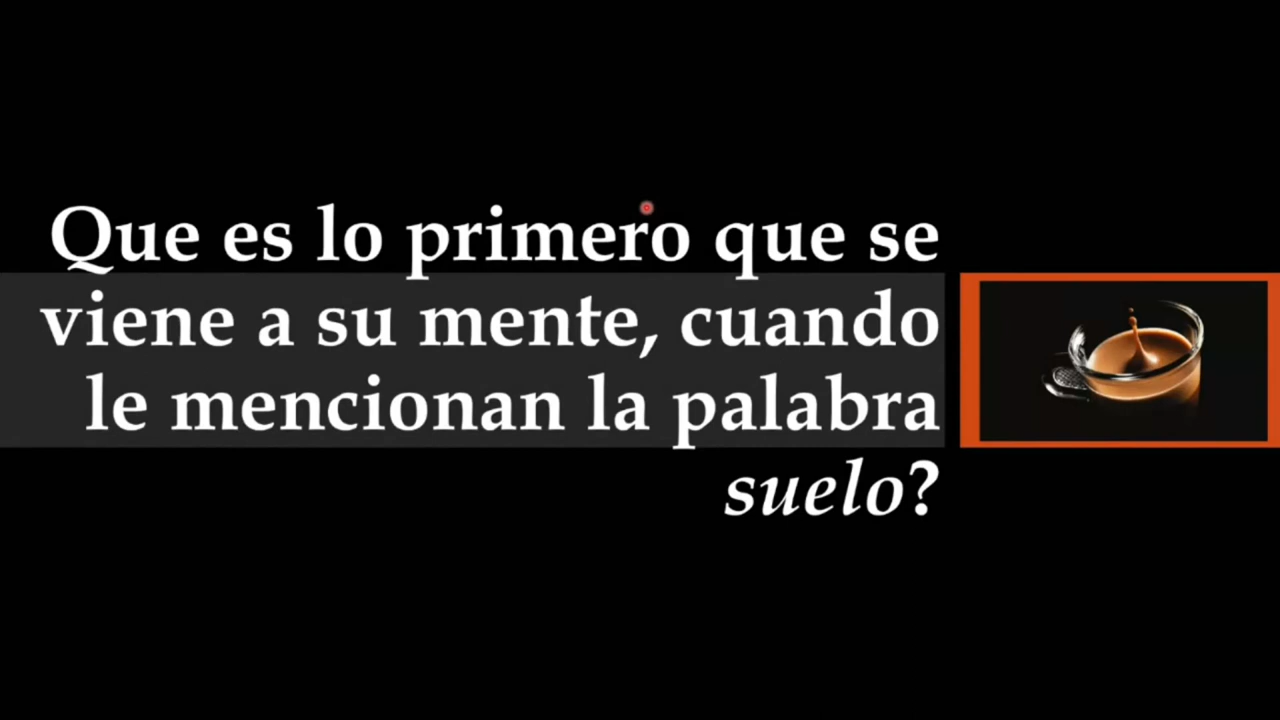 Que es lo primero que se
viene a su mente, cuando
le mencionan la palabra
suelo?